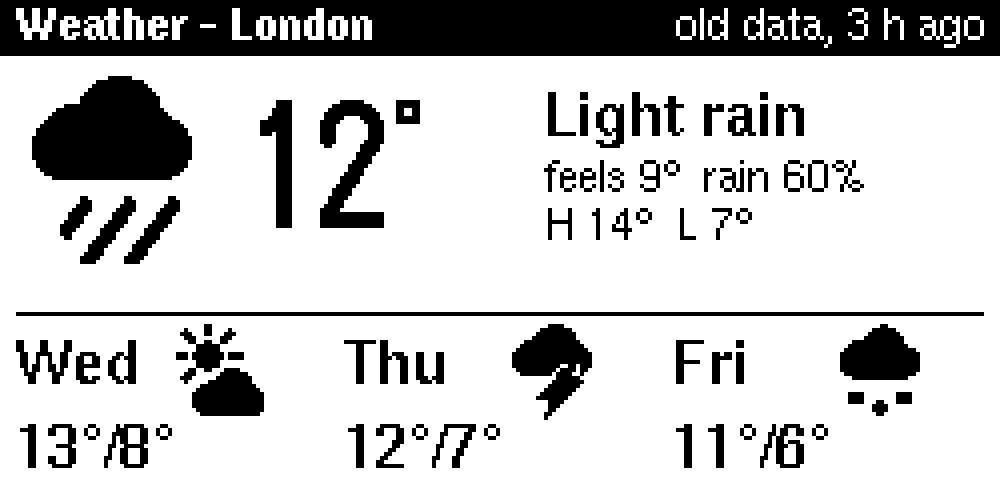 Weather – London old data, 3 h ago
12°
Light rain
feels 9° rain 60%
H 14° L 7°
Wed Thu Fri
13°/8° 12°/7° 11°/6°